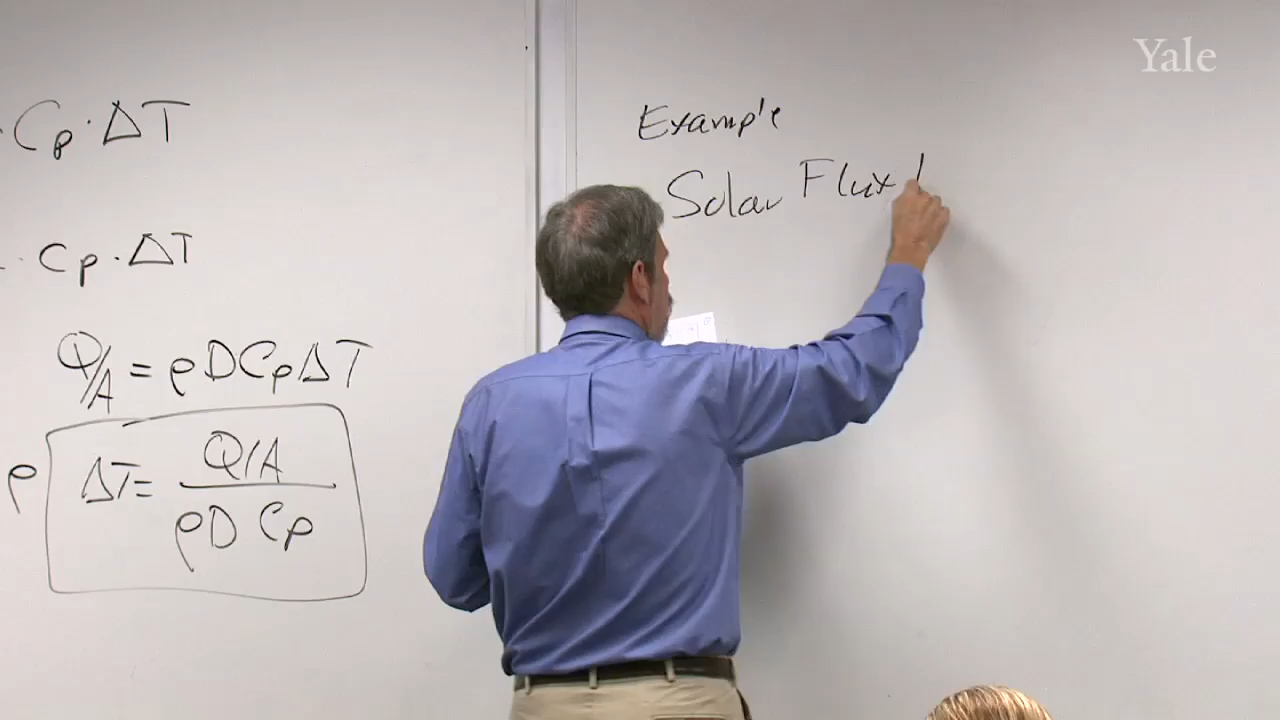 · Cp · ΔT
· Cp · ΔT
Q/A = ρDCpΔT
ρ
ΔT = Q/A
ρD Cp
Example
Solar Flux
Yale